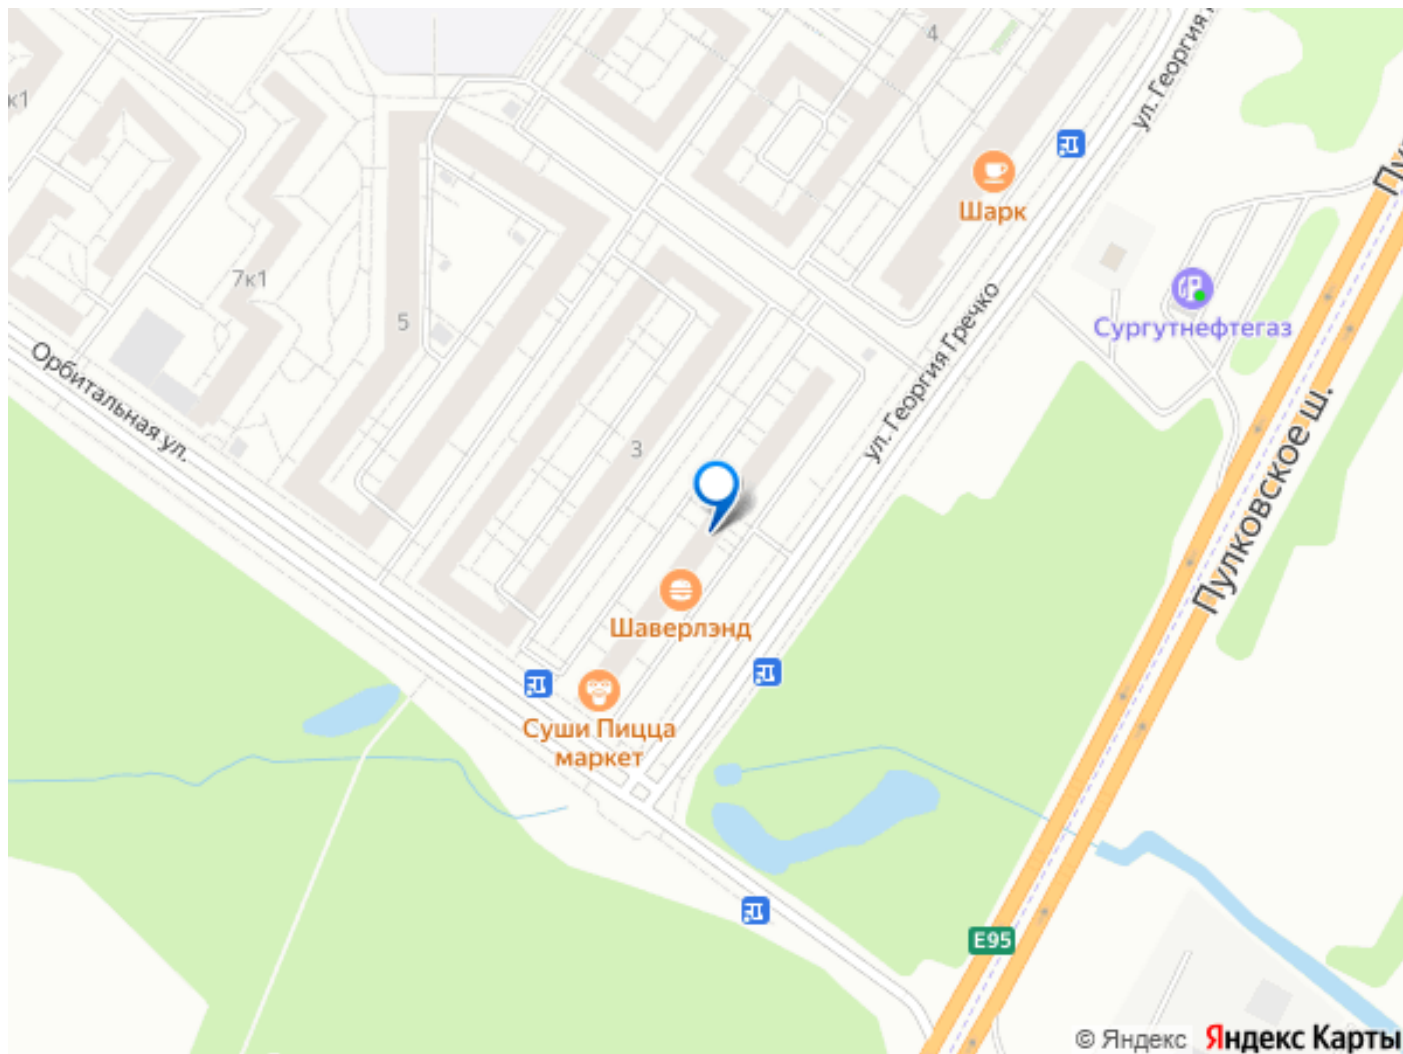 4
ул. Георгия
к1
Шарк
7к1
Сургутнефтегаз
5
ул. Георгия Гречко
Орбитальная ул.
3
Пулковское ш.
Шаверлэнд
Суши Пицца
маркет
E95
© Яндекс Яндекс Карты